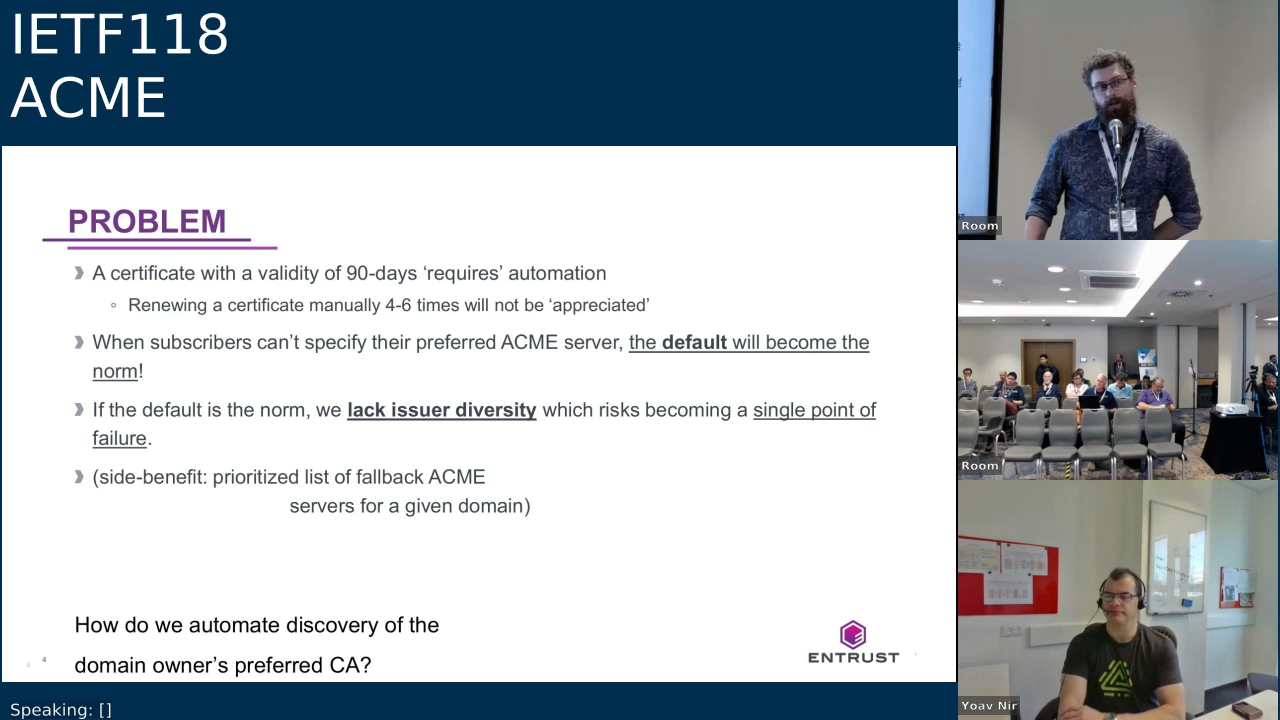 IETF118
ACME
PROBLEM
A certificate with a validity of 90-days ‘requires’ automation
Renewing a certificate manually 4-6 times will not be ‘appreciated’
When subscribers can’t specify their preferred ACME server, the default will become the
norm!
If the default is the norm, we lack issuer diversity which risks becoming a single point of
failure.
(side-benefit: prioritized list of fallback ACME
servers for a given domain)
How do we automate discovery of the
domain owner’s preferred CA?
4
4
ENTRUST
Speaking: []
Room
Room
Yoav Nir